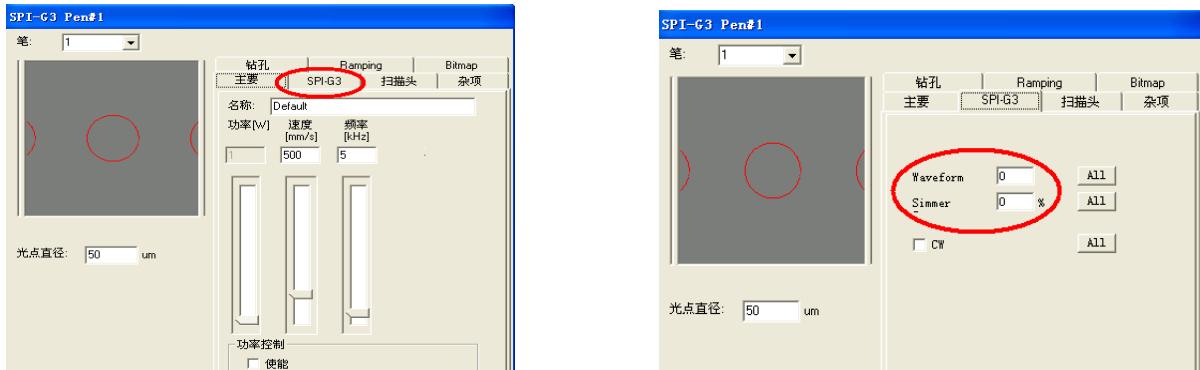 SPI-G3 Pen#1
笔: 1
钻孔 Ramping Bitmap
主要 SPI-G3 扫描头 杂项
名称: Default
功率[W] 速度 [mm/s] 频率 [kHz]
1 500 5
光点直径: 50 um
功率控制
使能
SPI-G3 Pen#1
笔: 1
钻孔 Ramping Bitmap
主要 SPI-G3 扫描头 杂项
Waveform 0 All
Simmer 0 % All
CW All
光点直径: 50 um